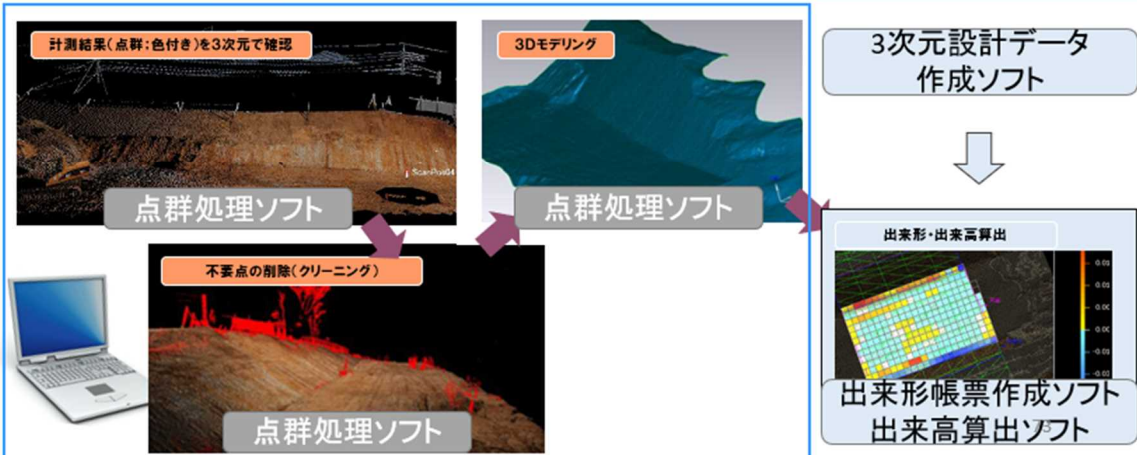 計測結果(点群:色付き)を3次元で確認
ScanPos04
点群処理ソフト
不要点の削除(クリーニング)
点群処理ソフト
3Dモデリング
点群処理ソフト
3次元設計データ
作成ソフト
出来形・出来高算出
出来形帳票作成ソフト
出来高算出ソフト